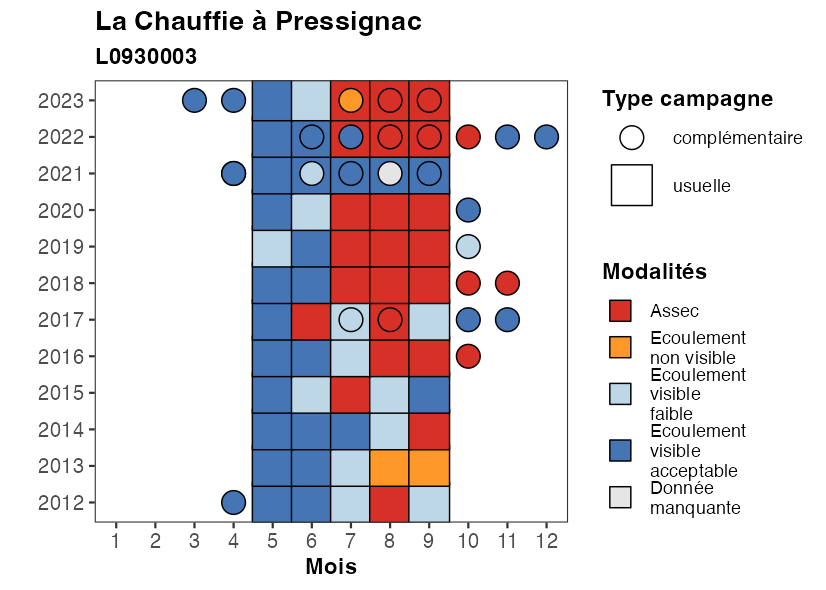 La Chauffie à Pressignac
L0930003
2023
2022
2021
2020
2019
2018
2017
2016
2015
2014
2013
2012
1 2 3 4 5 6 7 8 9 10 11 12
Mois
Type campagne
complémentaire
usuelle
Modalités
Assec
Ecoulement
non visible
Ecoulement
visible
faible
Ecoulement
visible
acceptable
Donnée
manquante